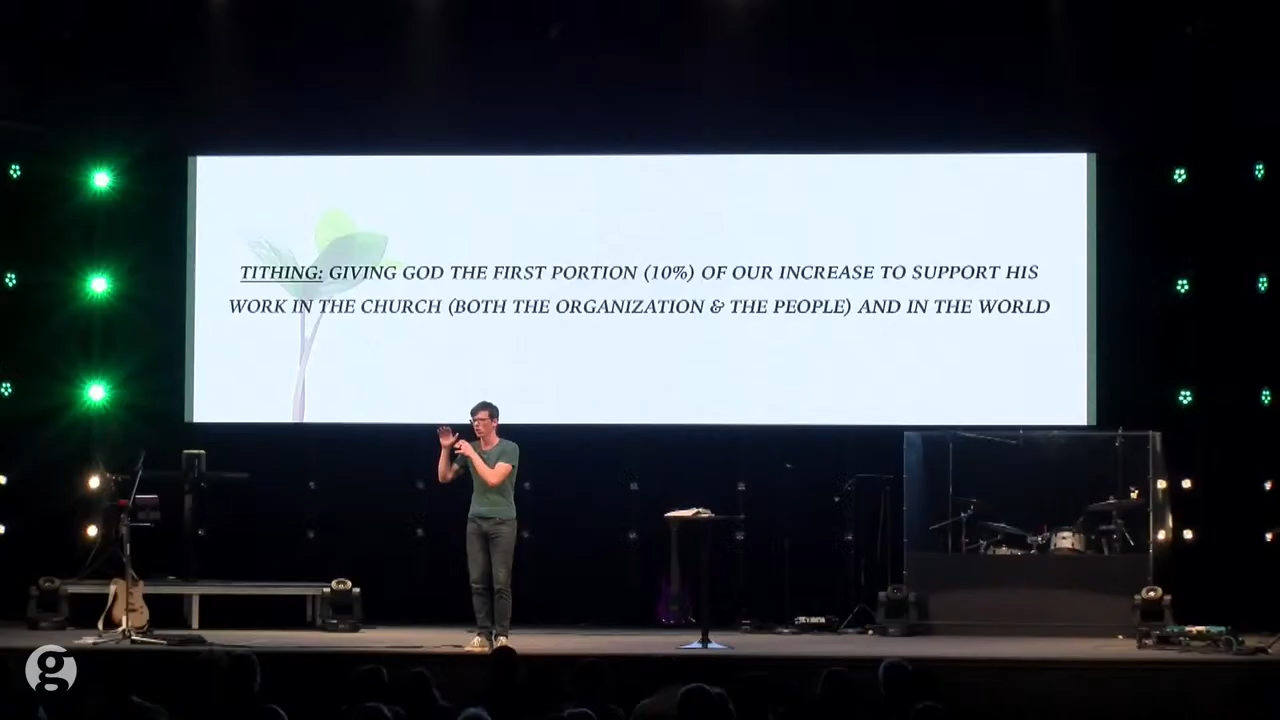 TITHING: GIVING GOD THE FIRST PORTION (10%) OF OUR INCREASE TO SUPPORT HIS
WORK IN THE CHURCH (BOTH THE ORGANIZATION & THE PEOPLE) AND IN THE WORLD
g